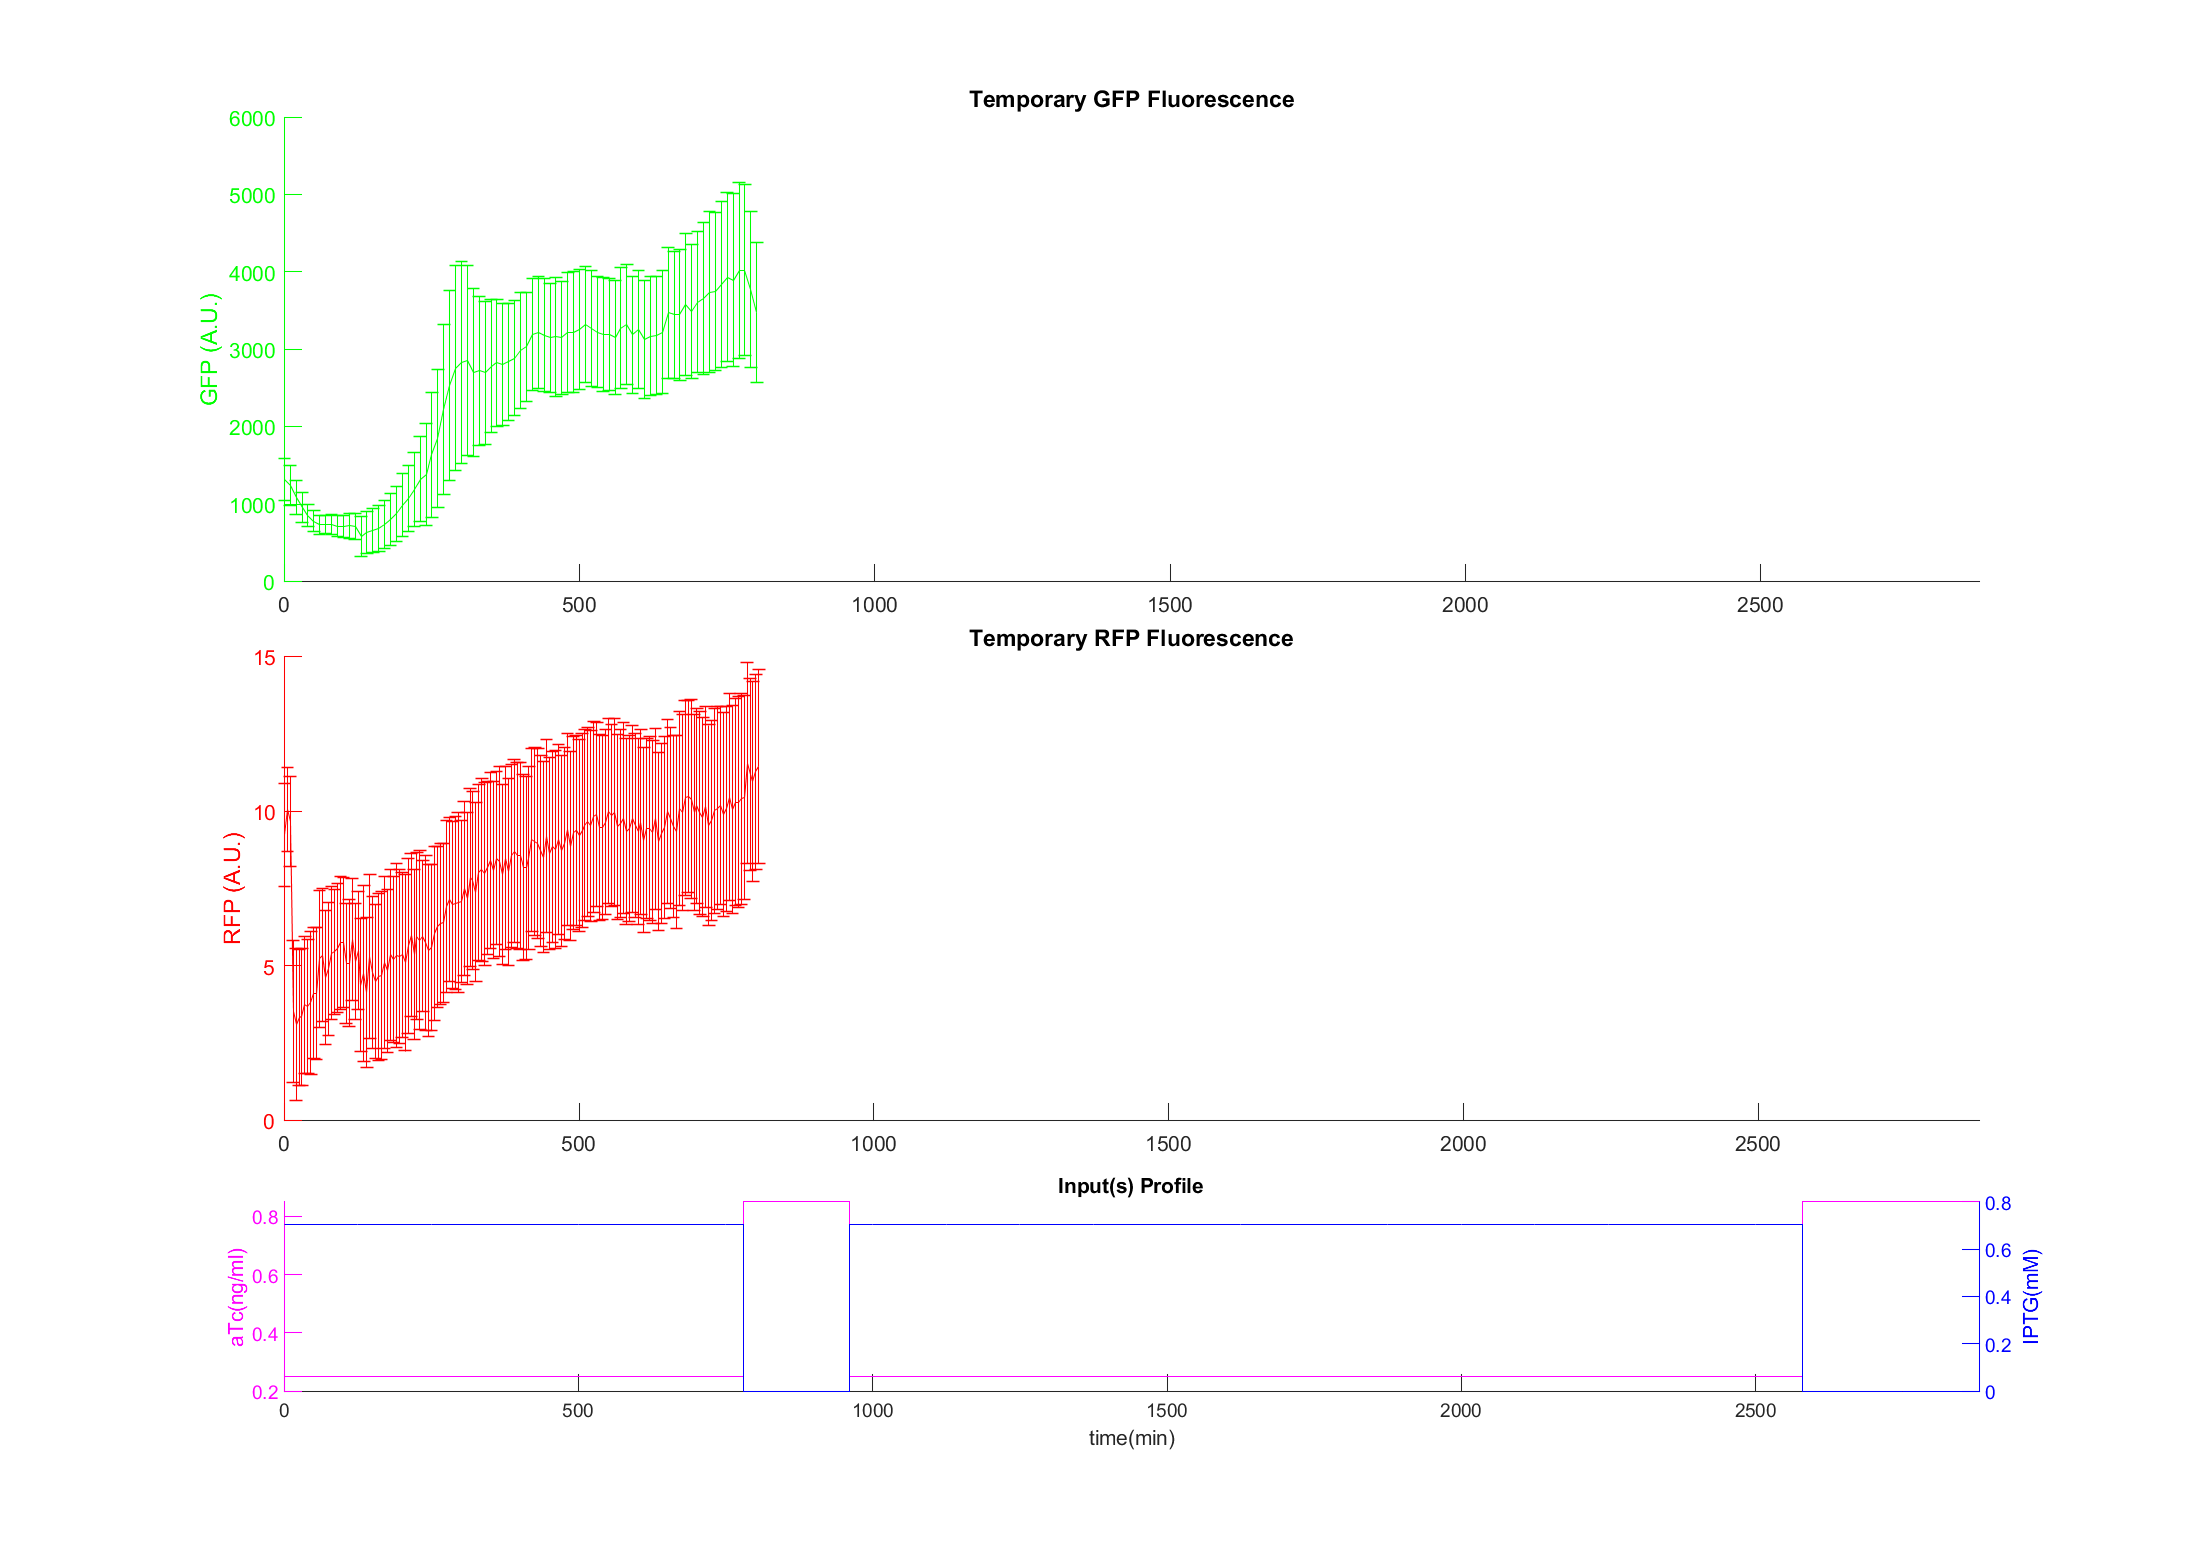 Temporary GFP Fluorescence
6000
5000
4000
3000
2000
1000
0
GFP (A.U.)
0 500 1000 1500 2000 2500
Temporary RFP Fluorescence
15
10
5
0
RFP (A.U.)
0 500 1000 1500 2000 2500
Input(s) Profile
0.8
0.6
0.4
0.2
aTc(ng/ml)
0.8
0.6
0.4
0.2
0
IPTG(mM)
0 500 1000 1500 2000 2500
time(min)